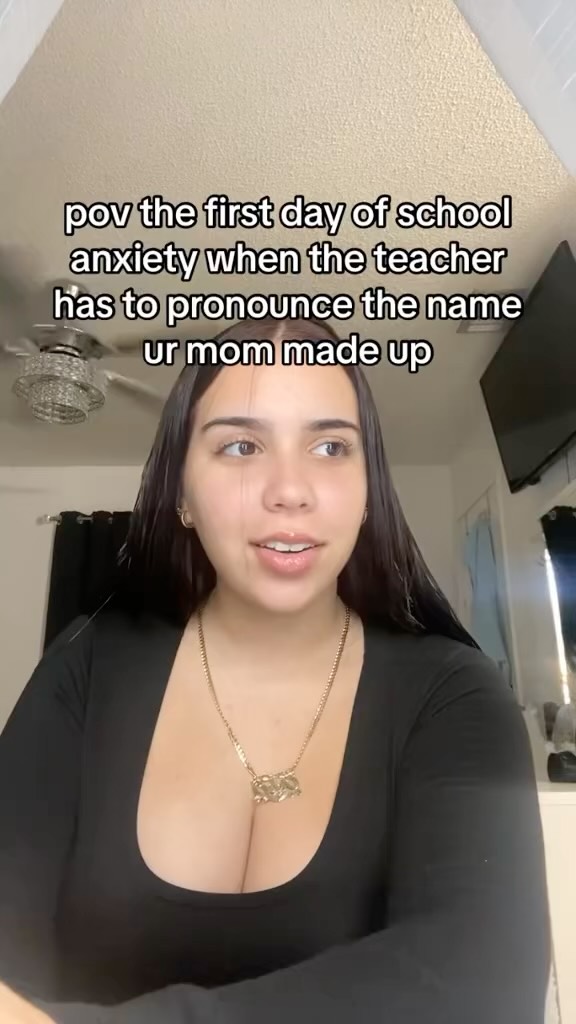 pov the first day of school
anxiety when the teacher
has to pronounce the name
ur mom made up